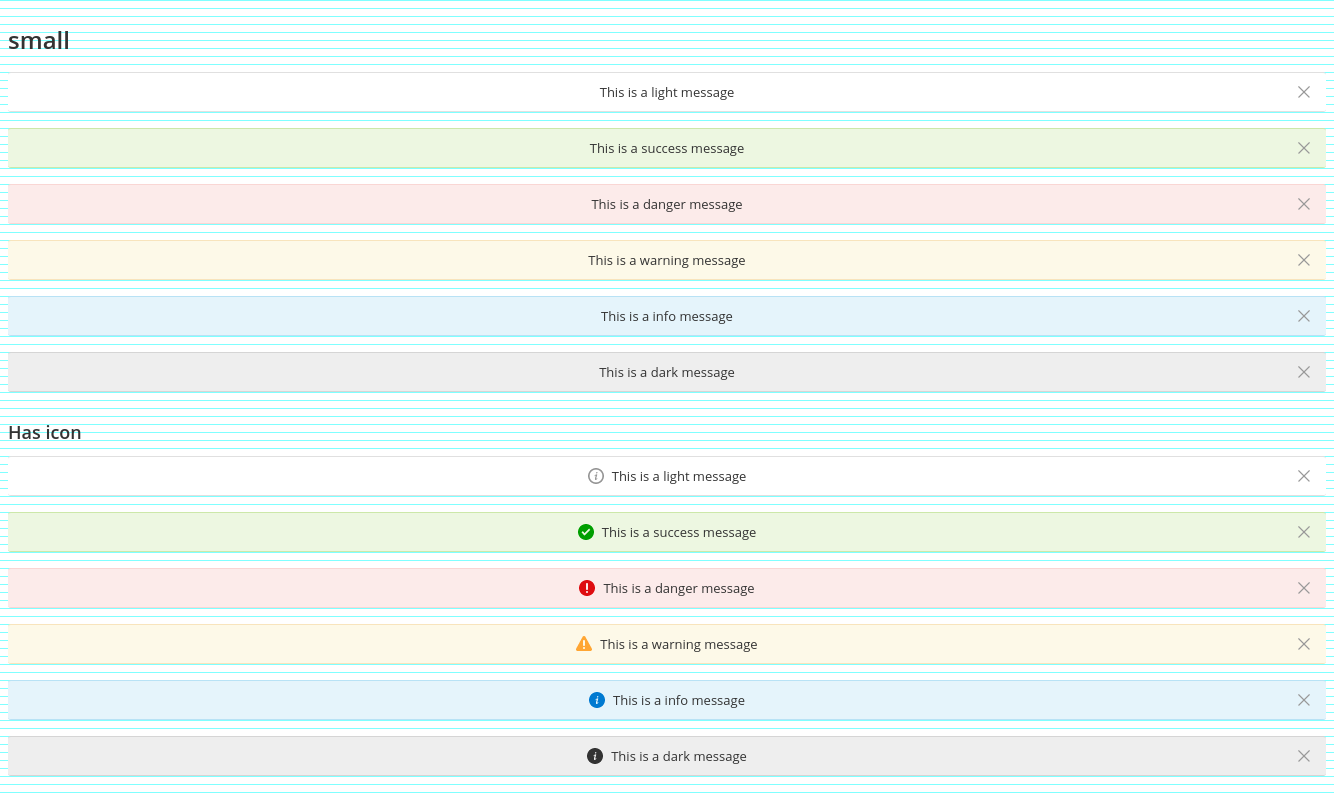 small
This is a light message
This is a success message
This is a danger message
This is a warning message
This is a info message
This is a dark message
Has icon
This is a light message
This is a success message
This is a danger message
This is a warning message
This is a info message
This is a dark message